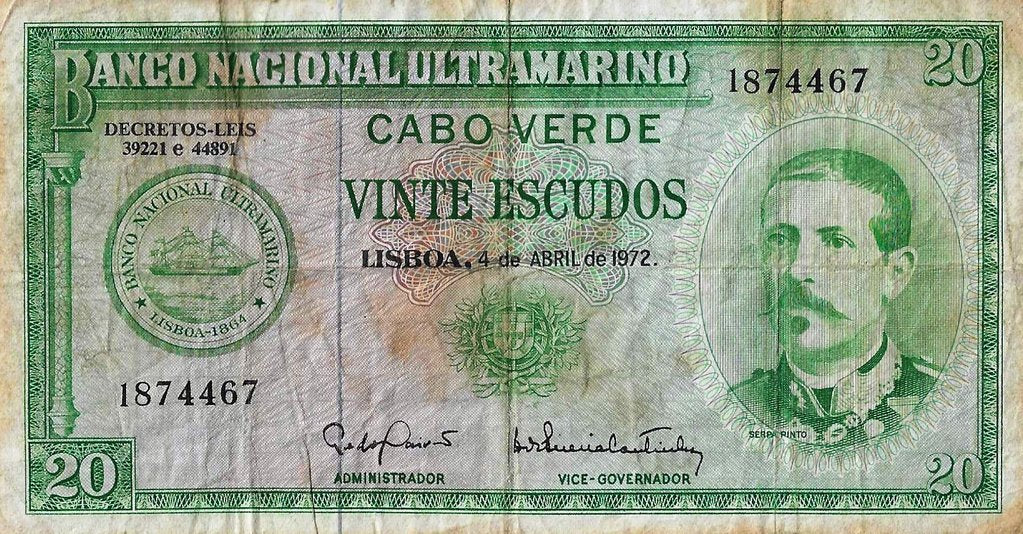 BANCO NACIONAL ULTRAMARINO
1874467
20
DECRETOS-LEIS
39221 e 44891
CABO VERDE
VINTE ESCUDOS
LISBOA, 4 de ABRIL de 1972.
BANCO NACIONAL ULTRAMARINO
LISBOA-1864
1874467
SERPA PINTO
ADMINISTRADOR
VICE-GOVERNADOR
20
20